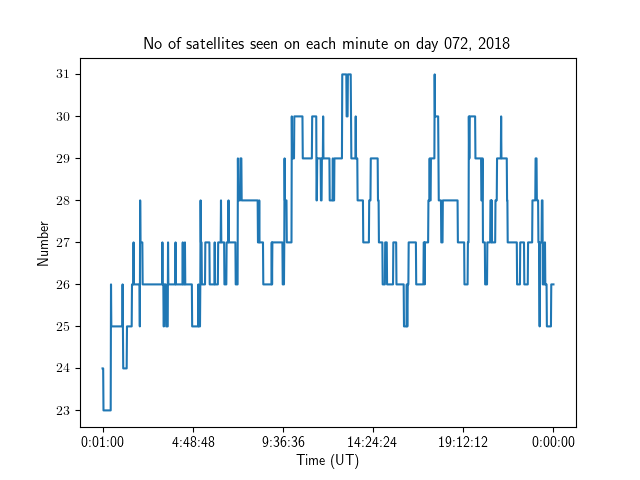 No of satellites seen on each minute on day 072, 2018
31
30
29
28
27
26
25
24
23
Number
0:01:00 4:48:48 9:36:36 14:24:24 19:12:12 0:00:00
Time (UT)